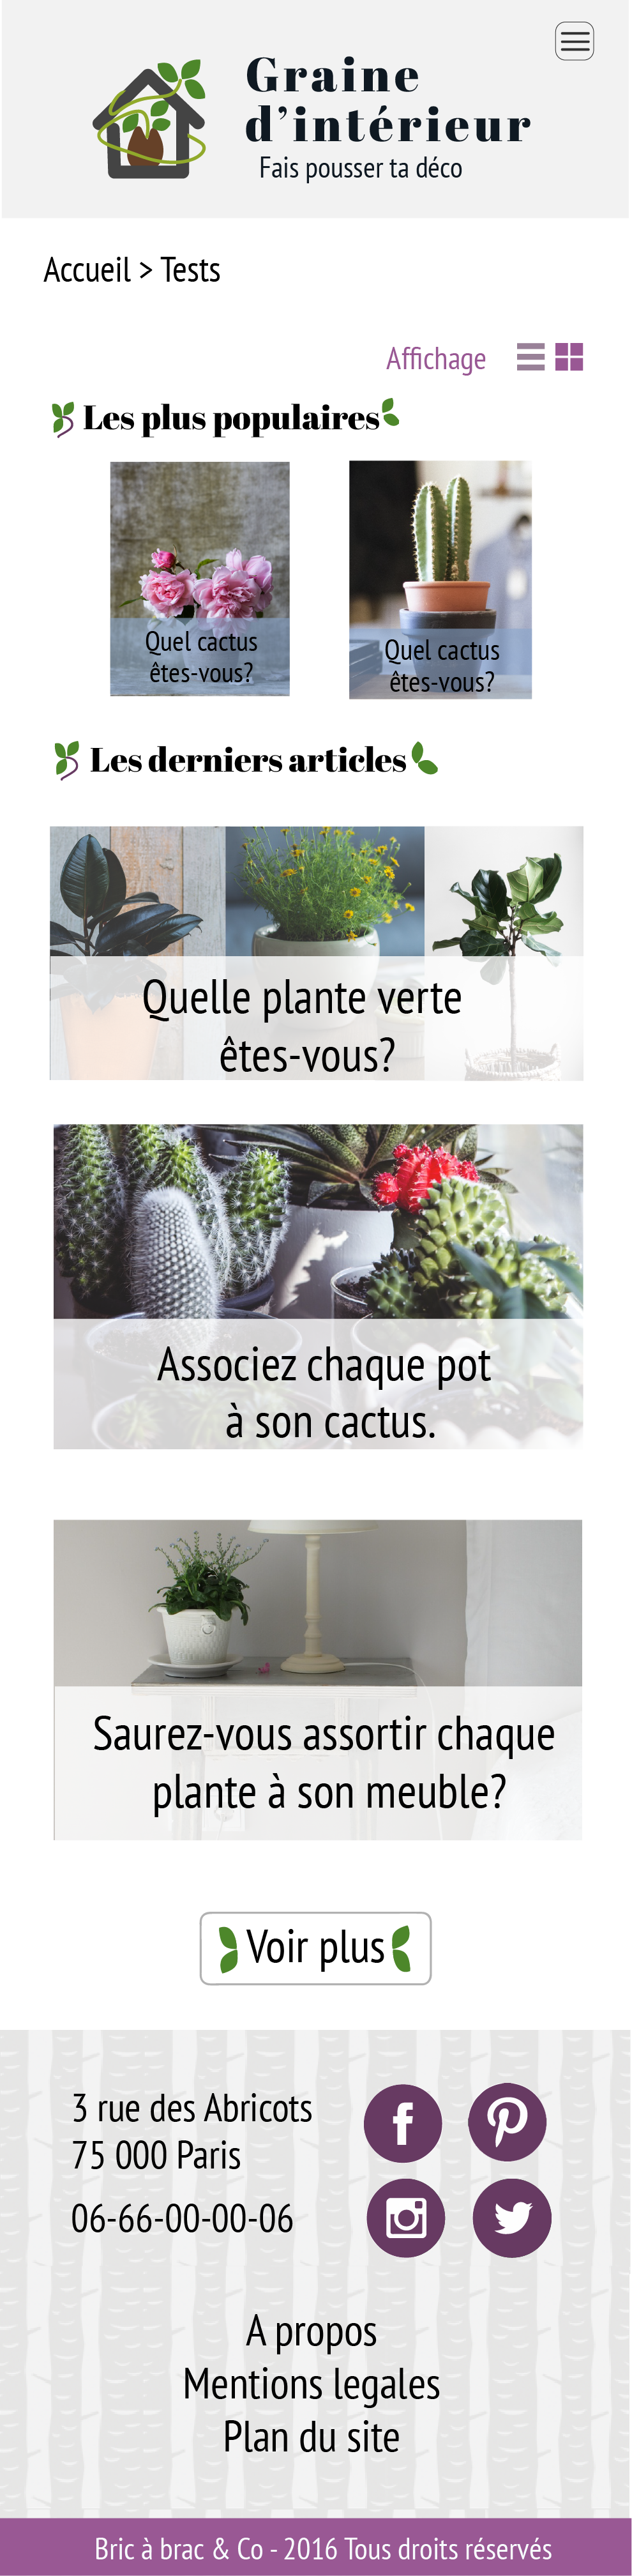 Graine
d’intérieur
Fais pousser ta déco
Accueil > Tests
Affichage
Les plus populaires
Quel cactus
êtes-vous?
Quel cactus
êtes-vous?
Les derniers articles
Quelle plante verte
êtes-vous?
Associez chaque pot
à son cactus.
Saurez-vous assortir chaque
plante à son meuble?
Voir plus
3 rue des Abricots
75 000 Paris
06-66-00-00-06
A propos
Mentions legales
Plan du site
Bric à brac & Co - 2016 Tous droits réservés